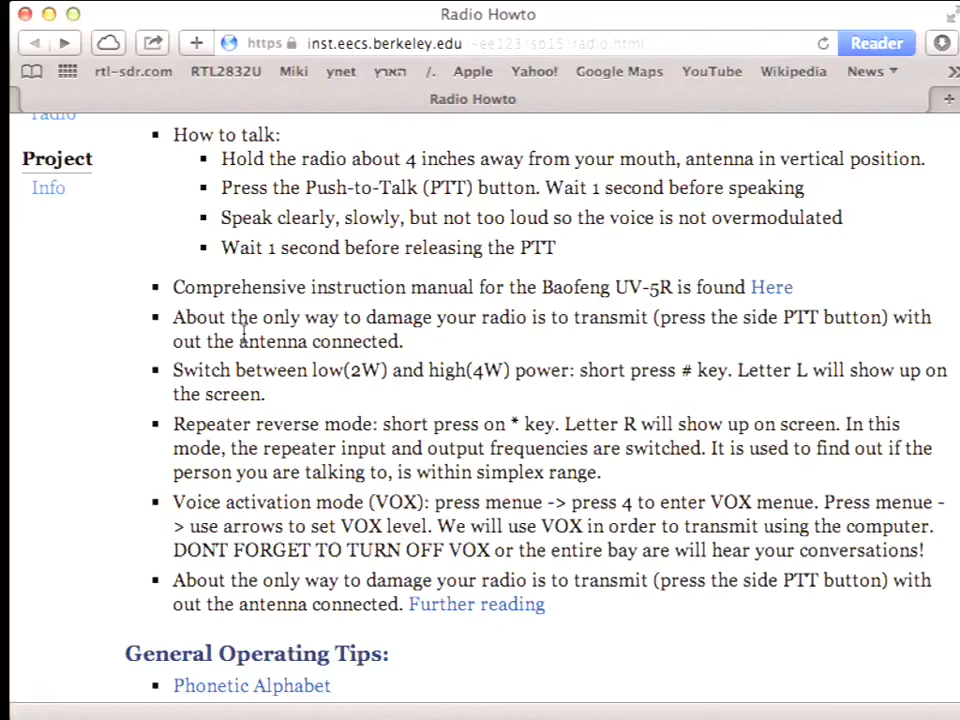 Radio Howto
https inst.eecs.berkeley.edu ~ee123/sp15/radio.html Reader
rtl-sdr.com RTL2832U Miki ynet הארץ /. Apple Yahoo! Google Maps YouTube Wikipedia News
Radio Howto
radio
Project
Info
▪ How to talk:
▪ Hold the radio about 4 inches away from your mouth, antenna in vertical position.
▪ Press the Push-to-Talk (PTT) button. Wait 1 second before speaking
▪ Speak clearly, slowly, but not too loud so the voice is not overmodulated
▪ Wait 1 second before releasing the PTT
▪ Comprehensive instruction manual for the Baofeng UV-5R is found Here
▪ About the only way to damage your radio is to transmit (press the side PTT button) with
out the antenna connected.
▪ Switch between low(2W) and high(4W) power: short press # key. Letter L will show up on
the screen.
▪ Repeater reverse mode: short press on * key. Letter R will show up on screen. In this
mode, the repeater input and output frequencies are switched. It is used to find out if the
person you are talking to, is within simplex range.
▪ Voice activation mode (VOX): press menue -> press 4 to enter VOX menue. Press menue -
> use arrows to set VOX level. We will use VOX in order to transmit using the computer.
DONT FORGET TO TURN OFF VOX or the entire bay are will hear your conversations!
▪ About the only way to damage your radio is to transmit (press the side PTT button) with
out the antenna connected. Further reading
General Operating Tips:
▪ Phonetic Alphabet